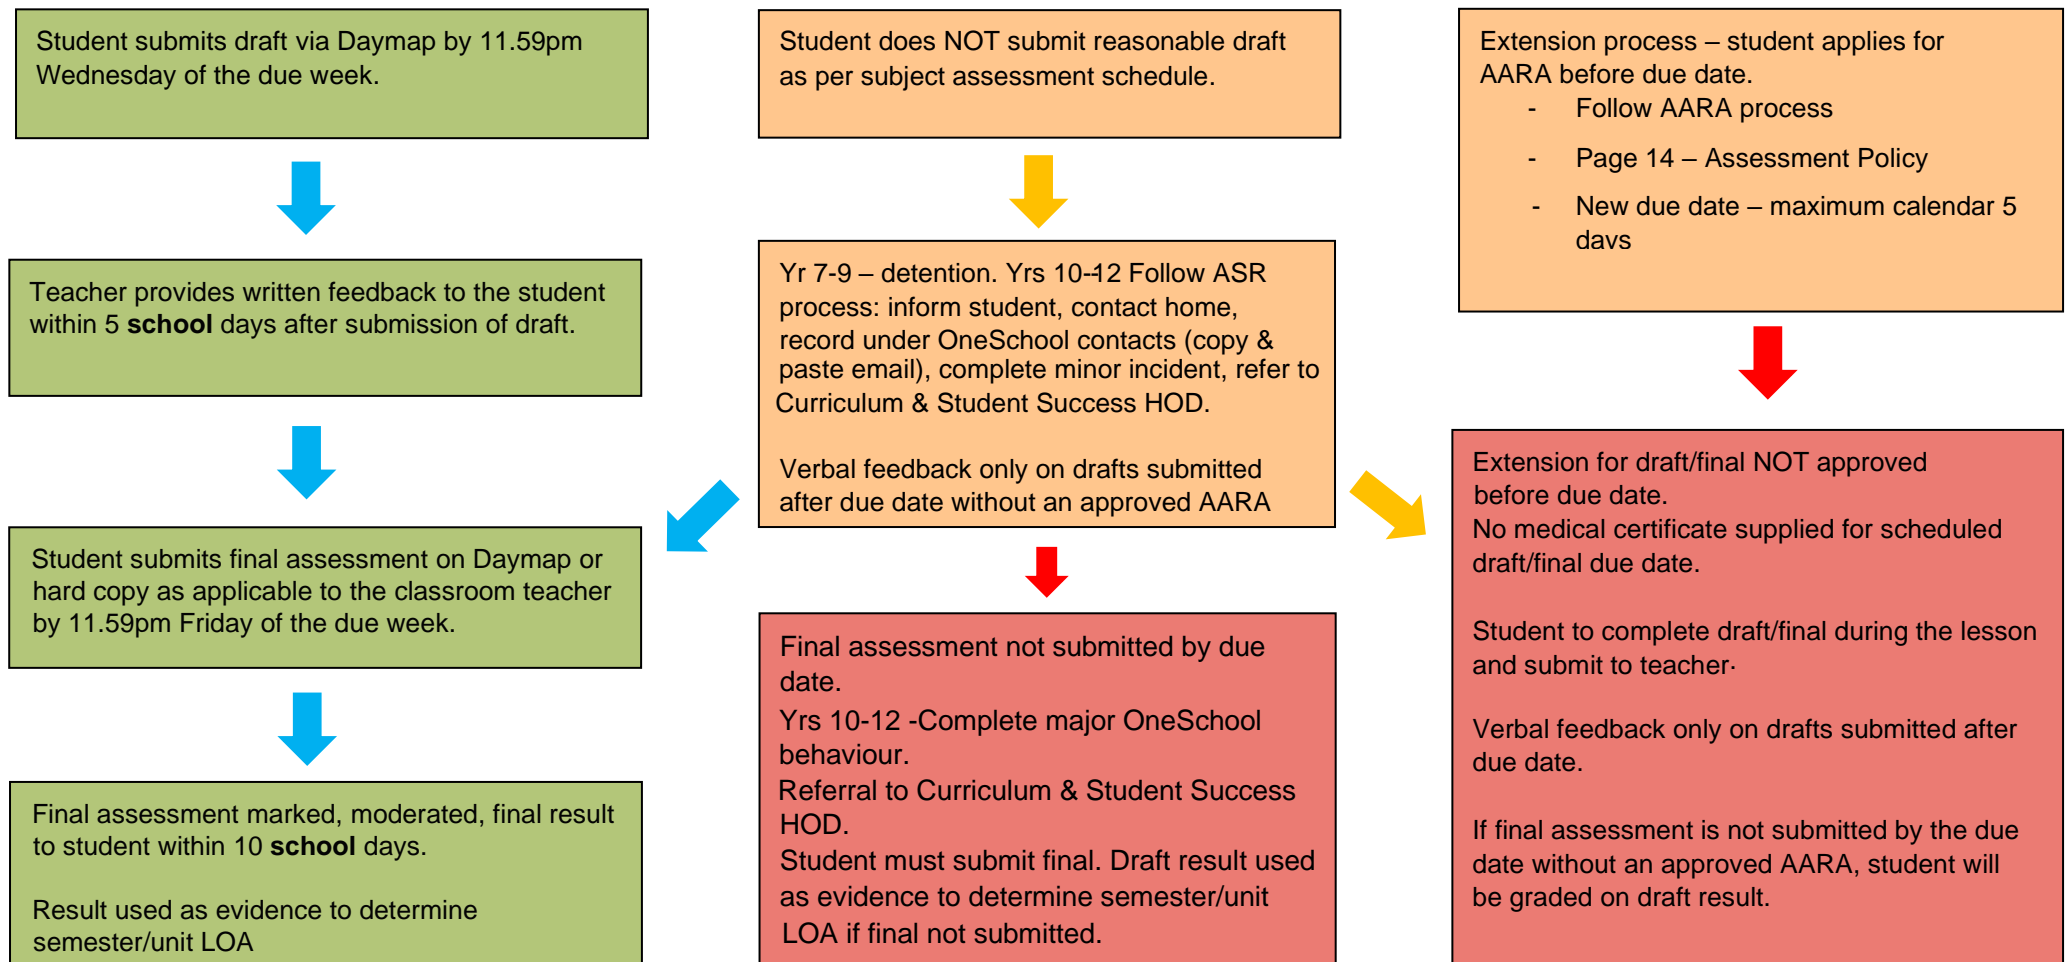 Student submits draft via Daymap by 11.59pm
Wednesday of the due week.
Teacher provides written feedback to the student
within 5 school days after submission of draft.
Student submits final assessment on Daymap or
hard copy as applicable to the classroom teacher
by 11.59pm Friday of the due week.
Final assessment marked, moderated, final result
to student within 10 school days.
Result used as evidence to determine
semester/unit LOA
Student does NOT submit reasonable draft
as per subject assessment schedule.
Yr 7-9 – detention. Yrs 10-12 Follow ASR
process: inform student, contact home,
record under OneSchool contacts (copy &
paste email), complete minor incident, refer to
Curriculum & Student Success HOD.
Verbal feedback only on drafts submitted
after due date without an approved AARA
Final assessment not submitted by due
date.
Yrs 10-12 -Complete major OneSchool
behaviour.
Referral to Curriculum & Student Success
HOD.
Student must submit final. Draft result used
as evidence to determine semester/unit
LOA if final not submitted.
Extension process – student applies for
AARA before due date.
- Follow AARA process
- Page 14 – Assessment Policy
- New due date – maximum calendar 5
days
Extension for draft/final NOT approved
before due date.
No medical certificate supplied for scheduled
draft/final due date.
Student to complete draft/final during the lesson
and submit to teacher.
Verbal feedback only on drafts submitted after
due date.
If final assessment is not submitted by the due
date without an approved AARA, student will
be graded on draft result.